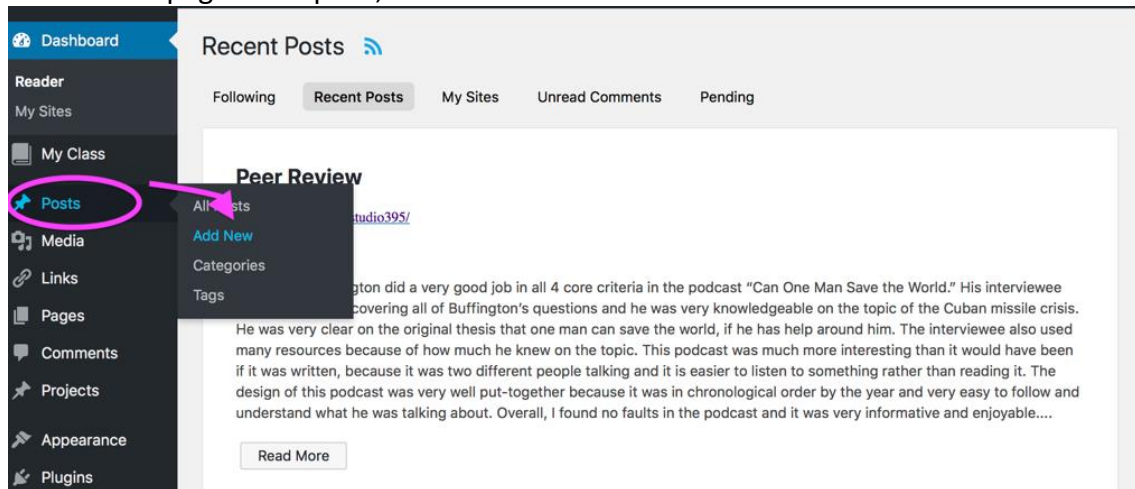 Dashboard
Reader
My Sites
My Class
Posts
Media
Links
Pages
Comments
Projects
Appearance
Plugins
Recent Posts
Following Recent Posts My Sites Unread Comments Pending
Peer Review
studio395/
All Posts
Add New
Categories
Tags
gton did a very good job in all 4 core criteria in the podcast “Can One Man Save the World.” His interviewee
covering all of Buffington’s questions and he was very knowledgeable on the topic of the Cuban missile crisis.
He was very clear on the original thesis that one man can save the world, if he has help around him. The interviewee also used
many resources because of how much he knew on the topic. This podcast was much more interesting than it would have been
if it was written, because it was two different people talking and it is easier to listen to something rather than reading it. The
design of this podcast was very well put-together because it was in chronological order by the year and very easy to follow and
understand what he was talking about. Overall, I found no faults in the podcast and it was very informative and enjoyable....
Read More